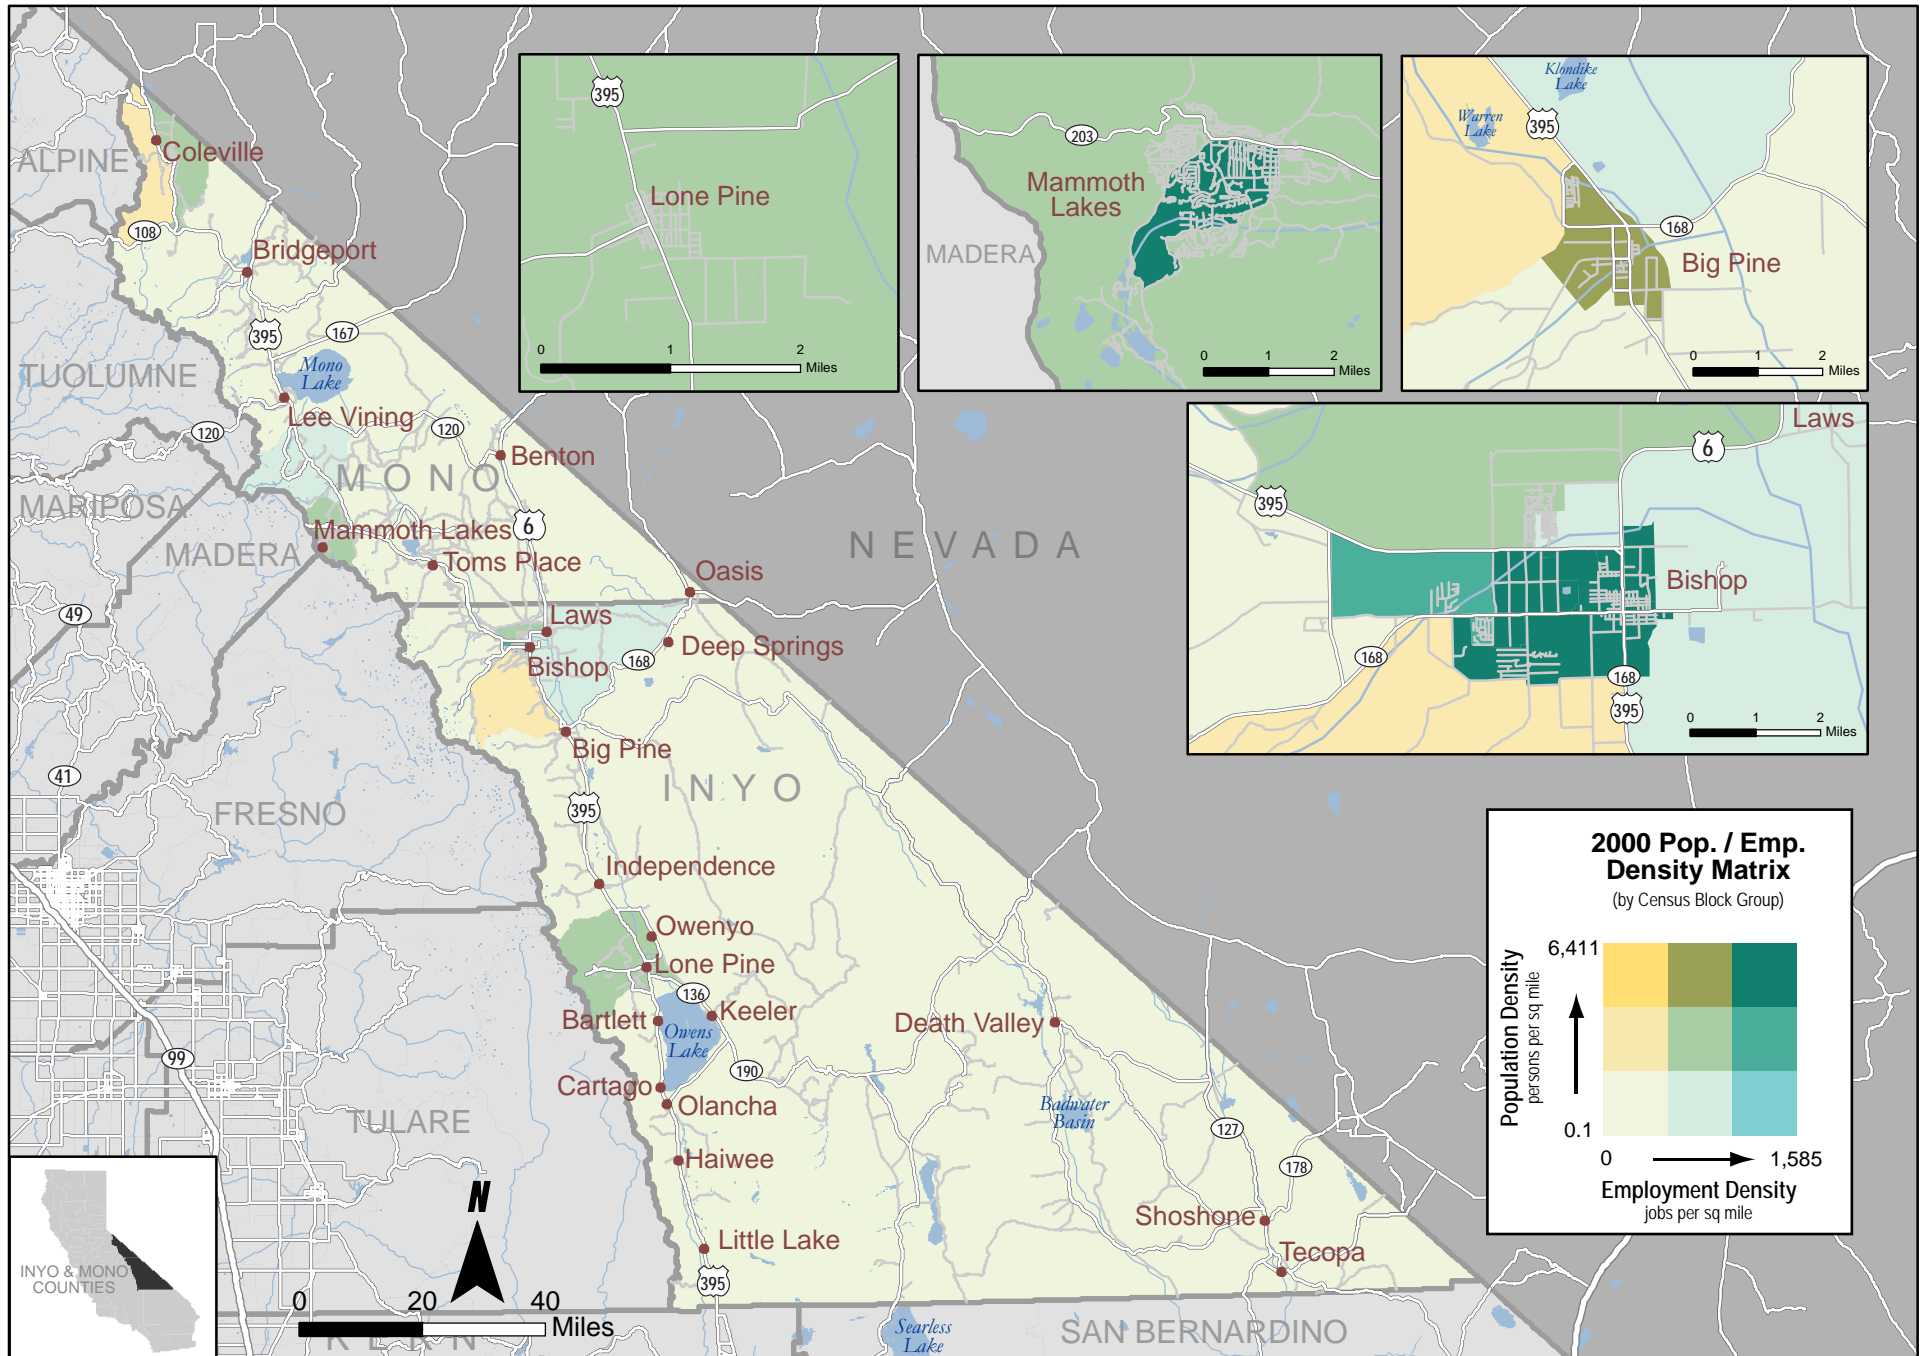 ALPINE
Coleville
108
Bridgeport
395
167
TUOLUMNE
Mono
Lake
Lee Vining
120
120
Benton
MONO
MARIPOSA
6
Mammoth Lakes
MADERA
Toms Place
NEVADA
Oasis
49
Laws
Deep Springs
Bishop
168
Big Pine
41
INYO
395
FRESNO
Independence
Owenyo
Lone Pine
136
Keeler
Bartlett
Owens
Lake
Death Valley
99
190
Cartago
Olancha
TULARE
Badwater
Basin
127
Haiwee
178
Shoshone
Little Lake
Tecopa
395
KERN
Searless
Lake
SAN BERNARDINO
N
0 20 40
Miles
INYO & MONO
COUNTIES
395
Lone Pine
0 1 2
Miles
203
Mammoth
Lakes
MADERA
0 1 2
Miles
Klondike
Lake
Warren
Lake
395
168
Big Pine
0 1 2
Miles
Laws
6
395
Bishop
168
168
395
0 1 2
Miles
2000 Pop. / Emp.
Density Matrix
(by Census Block Group)
Population Density
persons per sq mile
6,411
0.1
0 1,585
Employment Density
jobs per sq mile